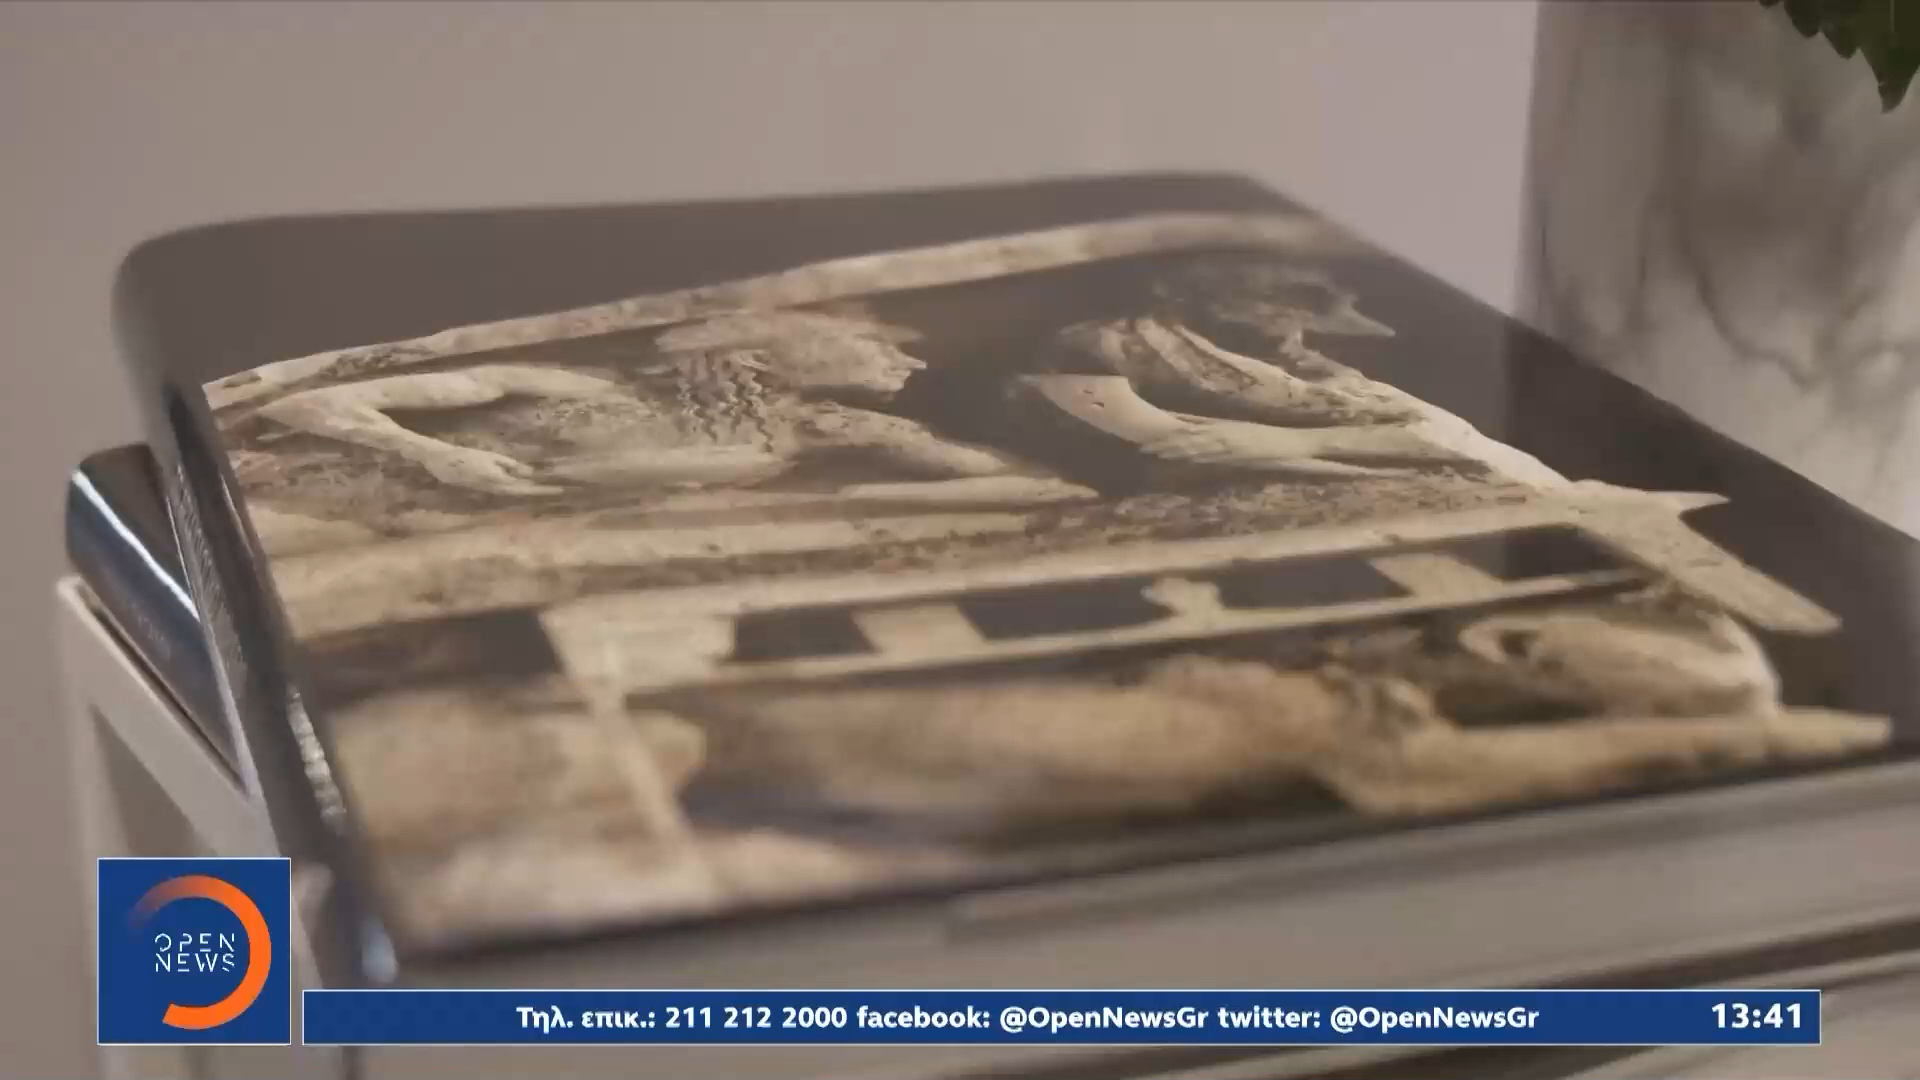 OPEN
NEWS
Τηλ. επικ.: 211 212 2000 facebook: @OpenNewsGr twitter: @OpenNewsGr
13:41